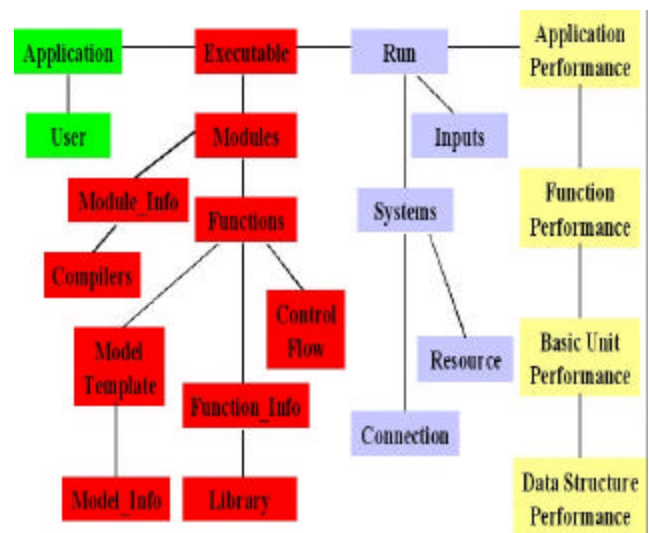 Application
Executable
Run
Application
Performance
User
Modules
Inputs
Module_Info
Functions
Systems
Function
Performance
Compilers
Control
Flow
Model
Template
Resource
Basic Unit
Performance
Function_Info
Connection
Model_Info
Library
Data Structure
Performance